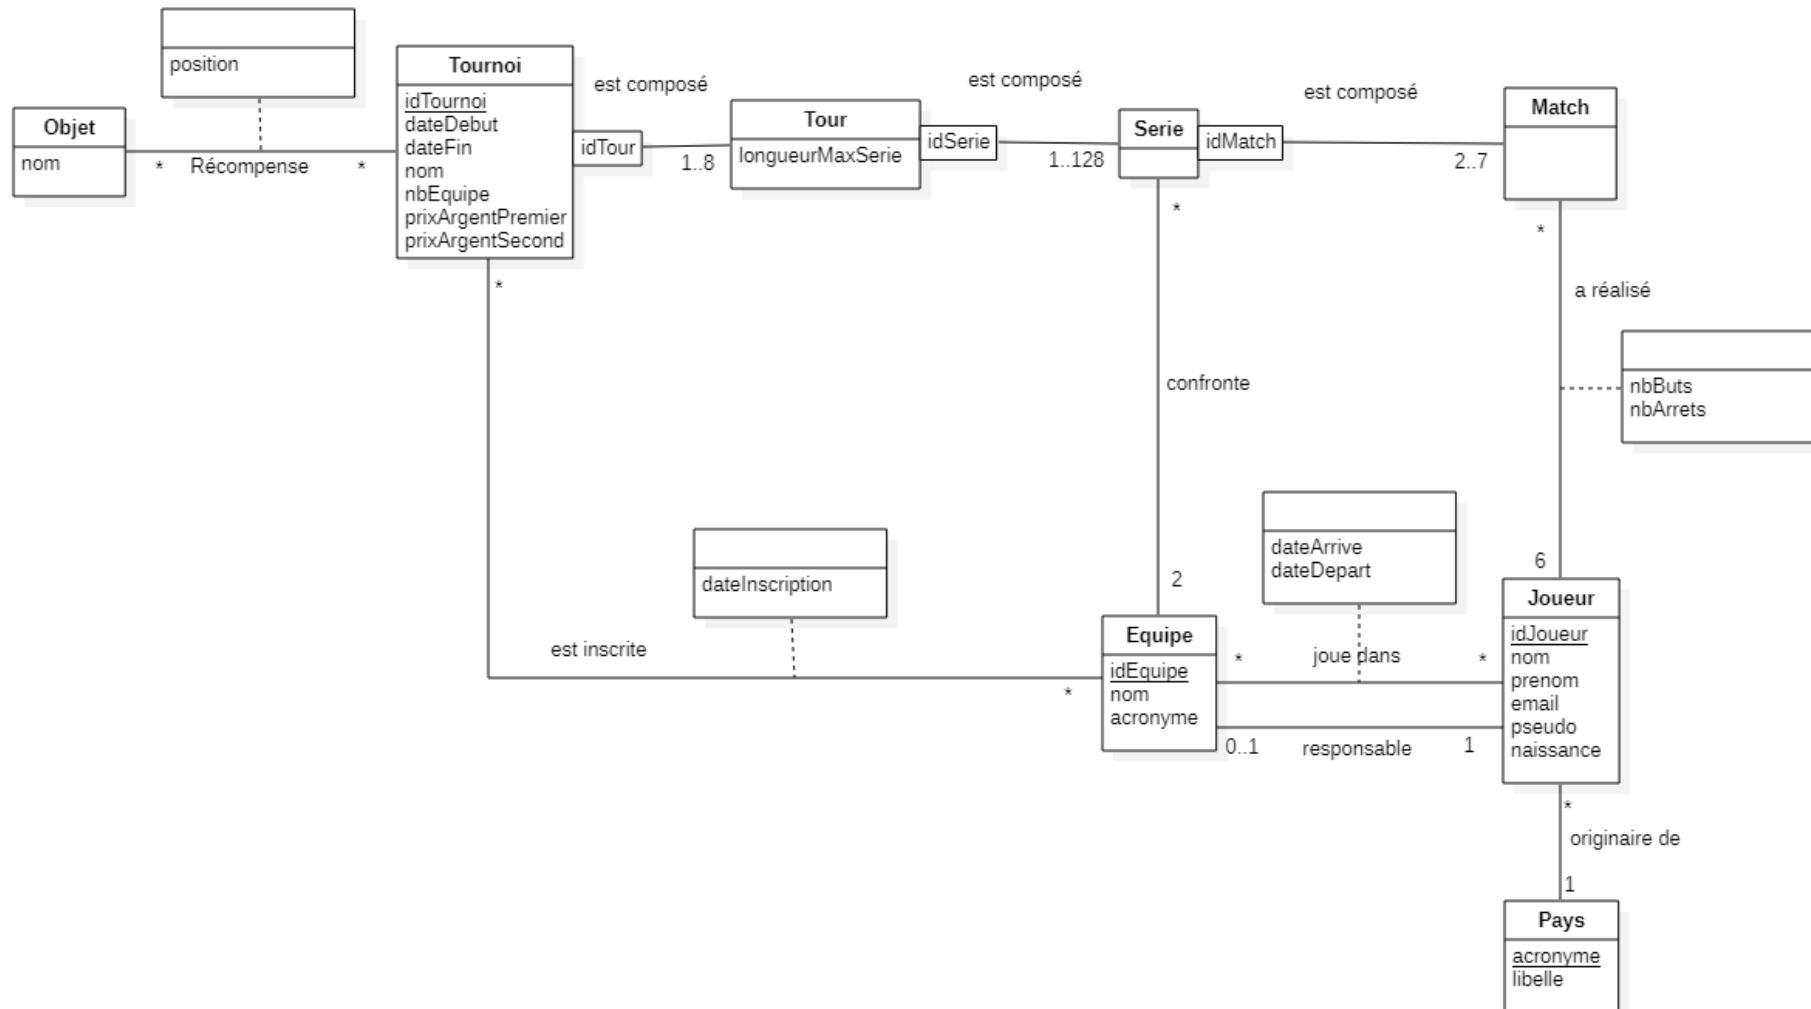 position
Objet
nom
*
Récompense
*
Tournoi
idTournoi
dateDebut
dateFin
nom
nbEquipe
prixArgentPremier
prixArgentSecond
est composé
idTour
1..8
Tour
longueurMaxSerie
est composé
idSerie
1..128
Serie
est composé
idMatch
2..7
Match
*
*
*
a réalisé
confronte
nbButs
nbArrets
dateArrive
dateDepart
dateInscription
2
6
est inscrite
*
Equipe
idEquipe
nom
acronyme
*
joue dans
*
0..1
responsable
1
Joueur
idJoueur
nom
prenom
email
pseudo
naissance
*
originaire de
1
Pays
acronyme
libelle